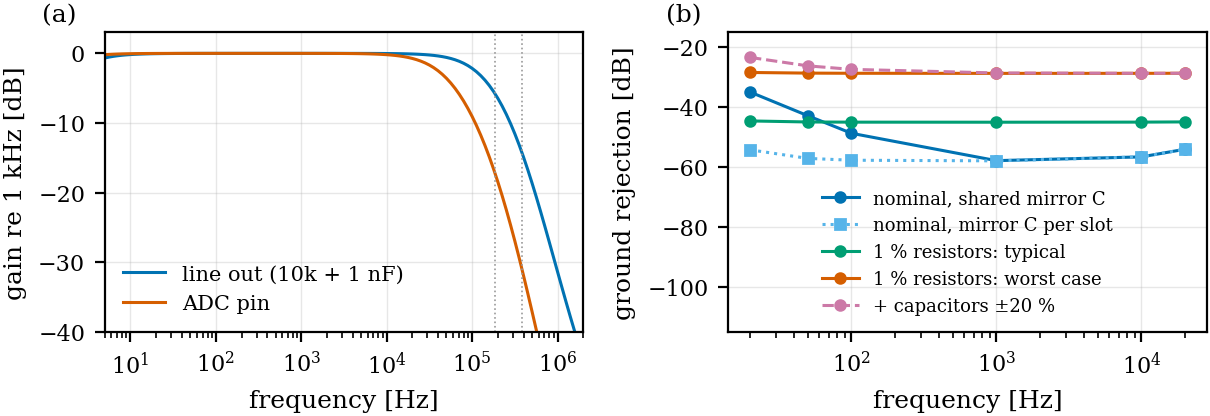 (a)
gain re 1 kHz [dB]
0
−10
−20
−30
−40
line out (10k + 1 nF)
ADC pin
10¹
10²
10³
10⁴
10⁵
10⁶
frequency [Hz]
(b)
ground rejection [dB]
−20
−40
−60
−80
−100
nominal, shared mirror C
nominal, mirror C per slot
1 % resistors: typical
1 % resistors: worst case
+ capacitors ±20 %
10²
10³
10⁴
frequency [Hz]